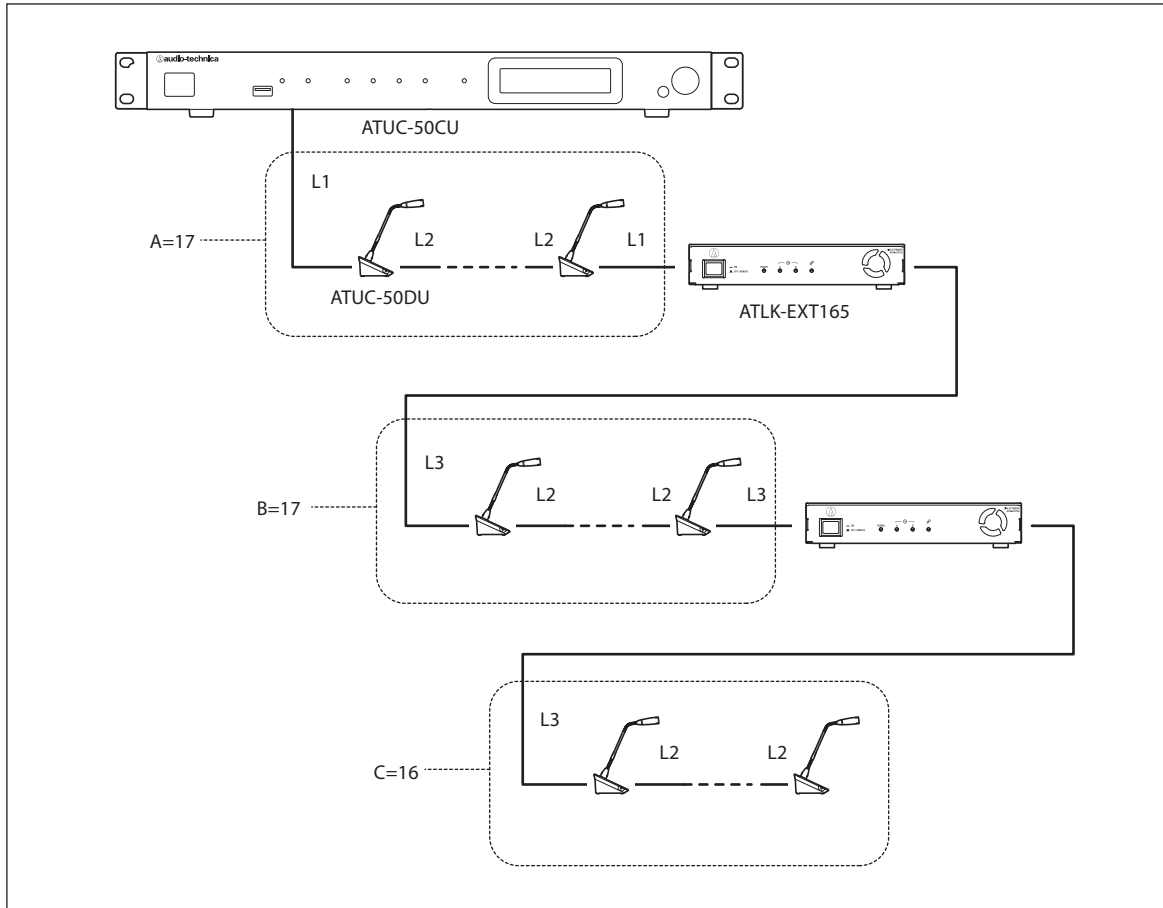 audio-technica
ATUC-50CU
L1
A=17
L2
L2
L1
ATUC-50DU
ATLK-EXT165
L3
L2
L2
L3
B=17
L3
L2
L2
C=16